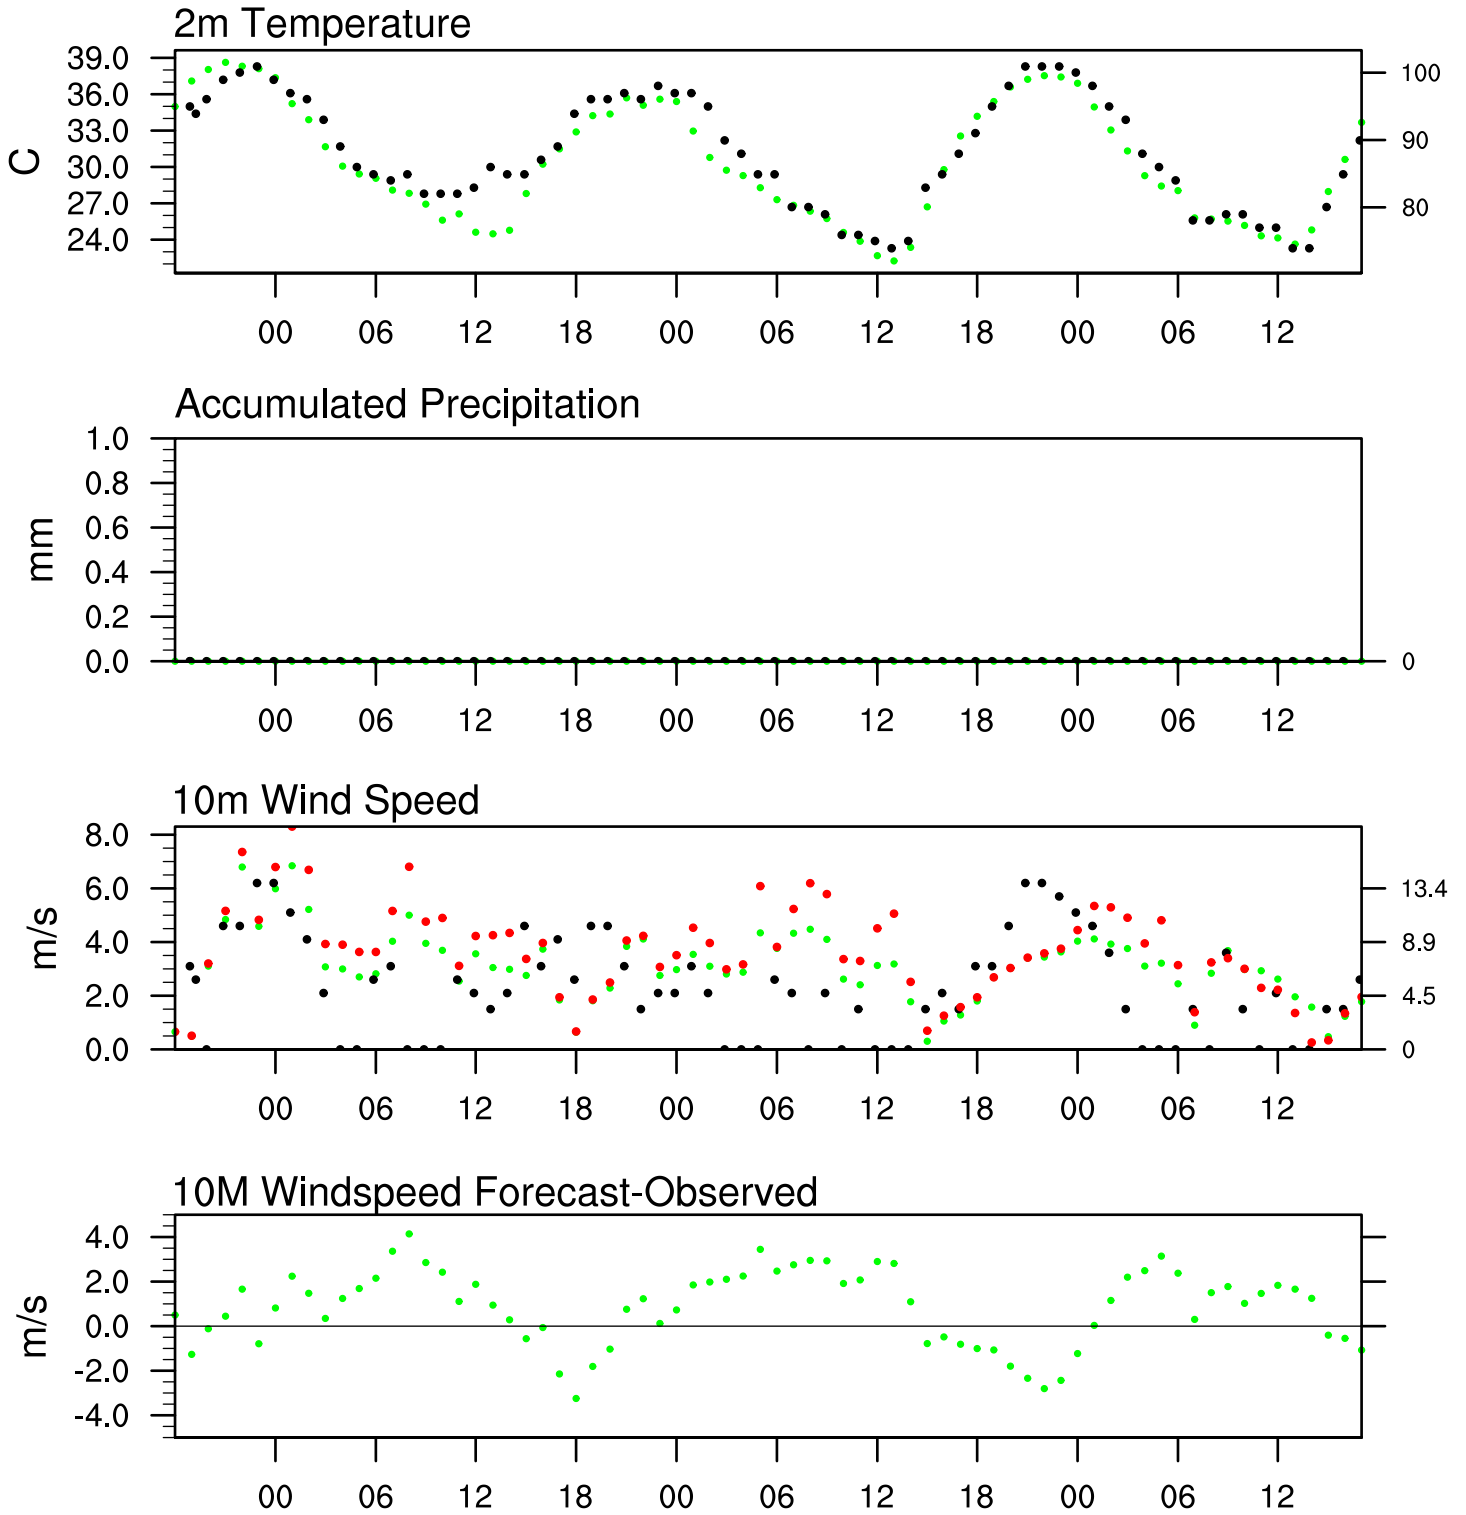 2m Temperature
39.0
36.0
33.0
30.0
27.0
24.0
C
100
90
80
00 06 12 18 00 06 12 18 00 06 12
Accumulated Precipitation
1.0
0.8
0.6
0.4
0.2
0.0
mm
0
00 06 12 18 00 06 12 18 00 06 12
10m Wind Speed
8.0
6.0
4.0
2.0
0.0
m/s
13.4
8.9
4.5
0
00 06 12 18 00 06 12 18 00 06 12
10M Windspeed Forecast-Observed
4.0
2.0
0.0
-2.0
-4.0
m/s
00 06 12 18 00 06 12 18 00 06 12